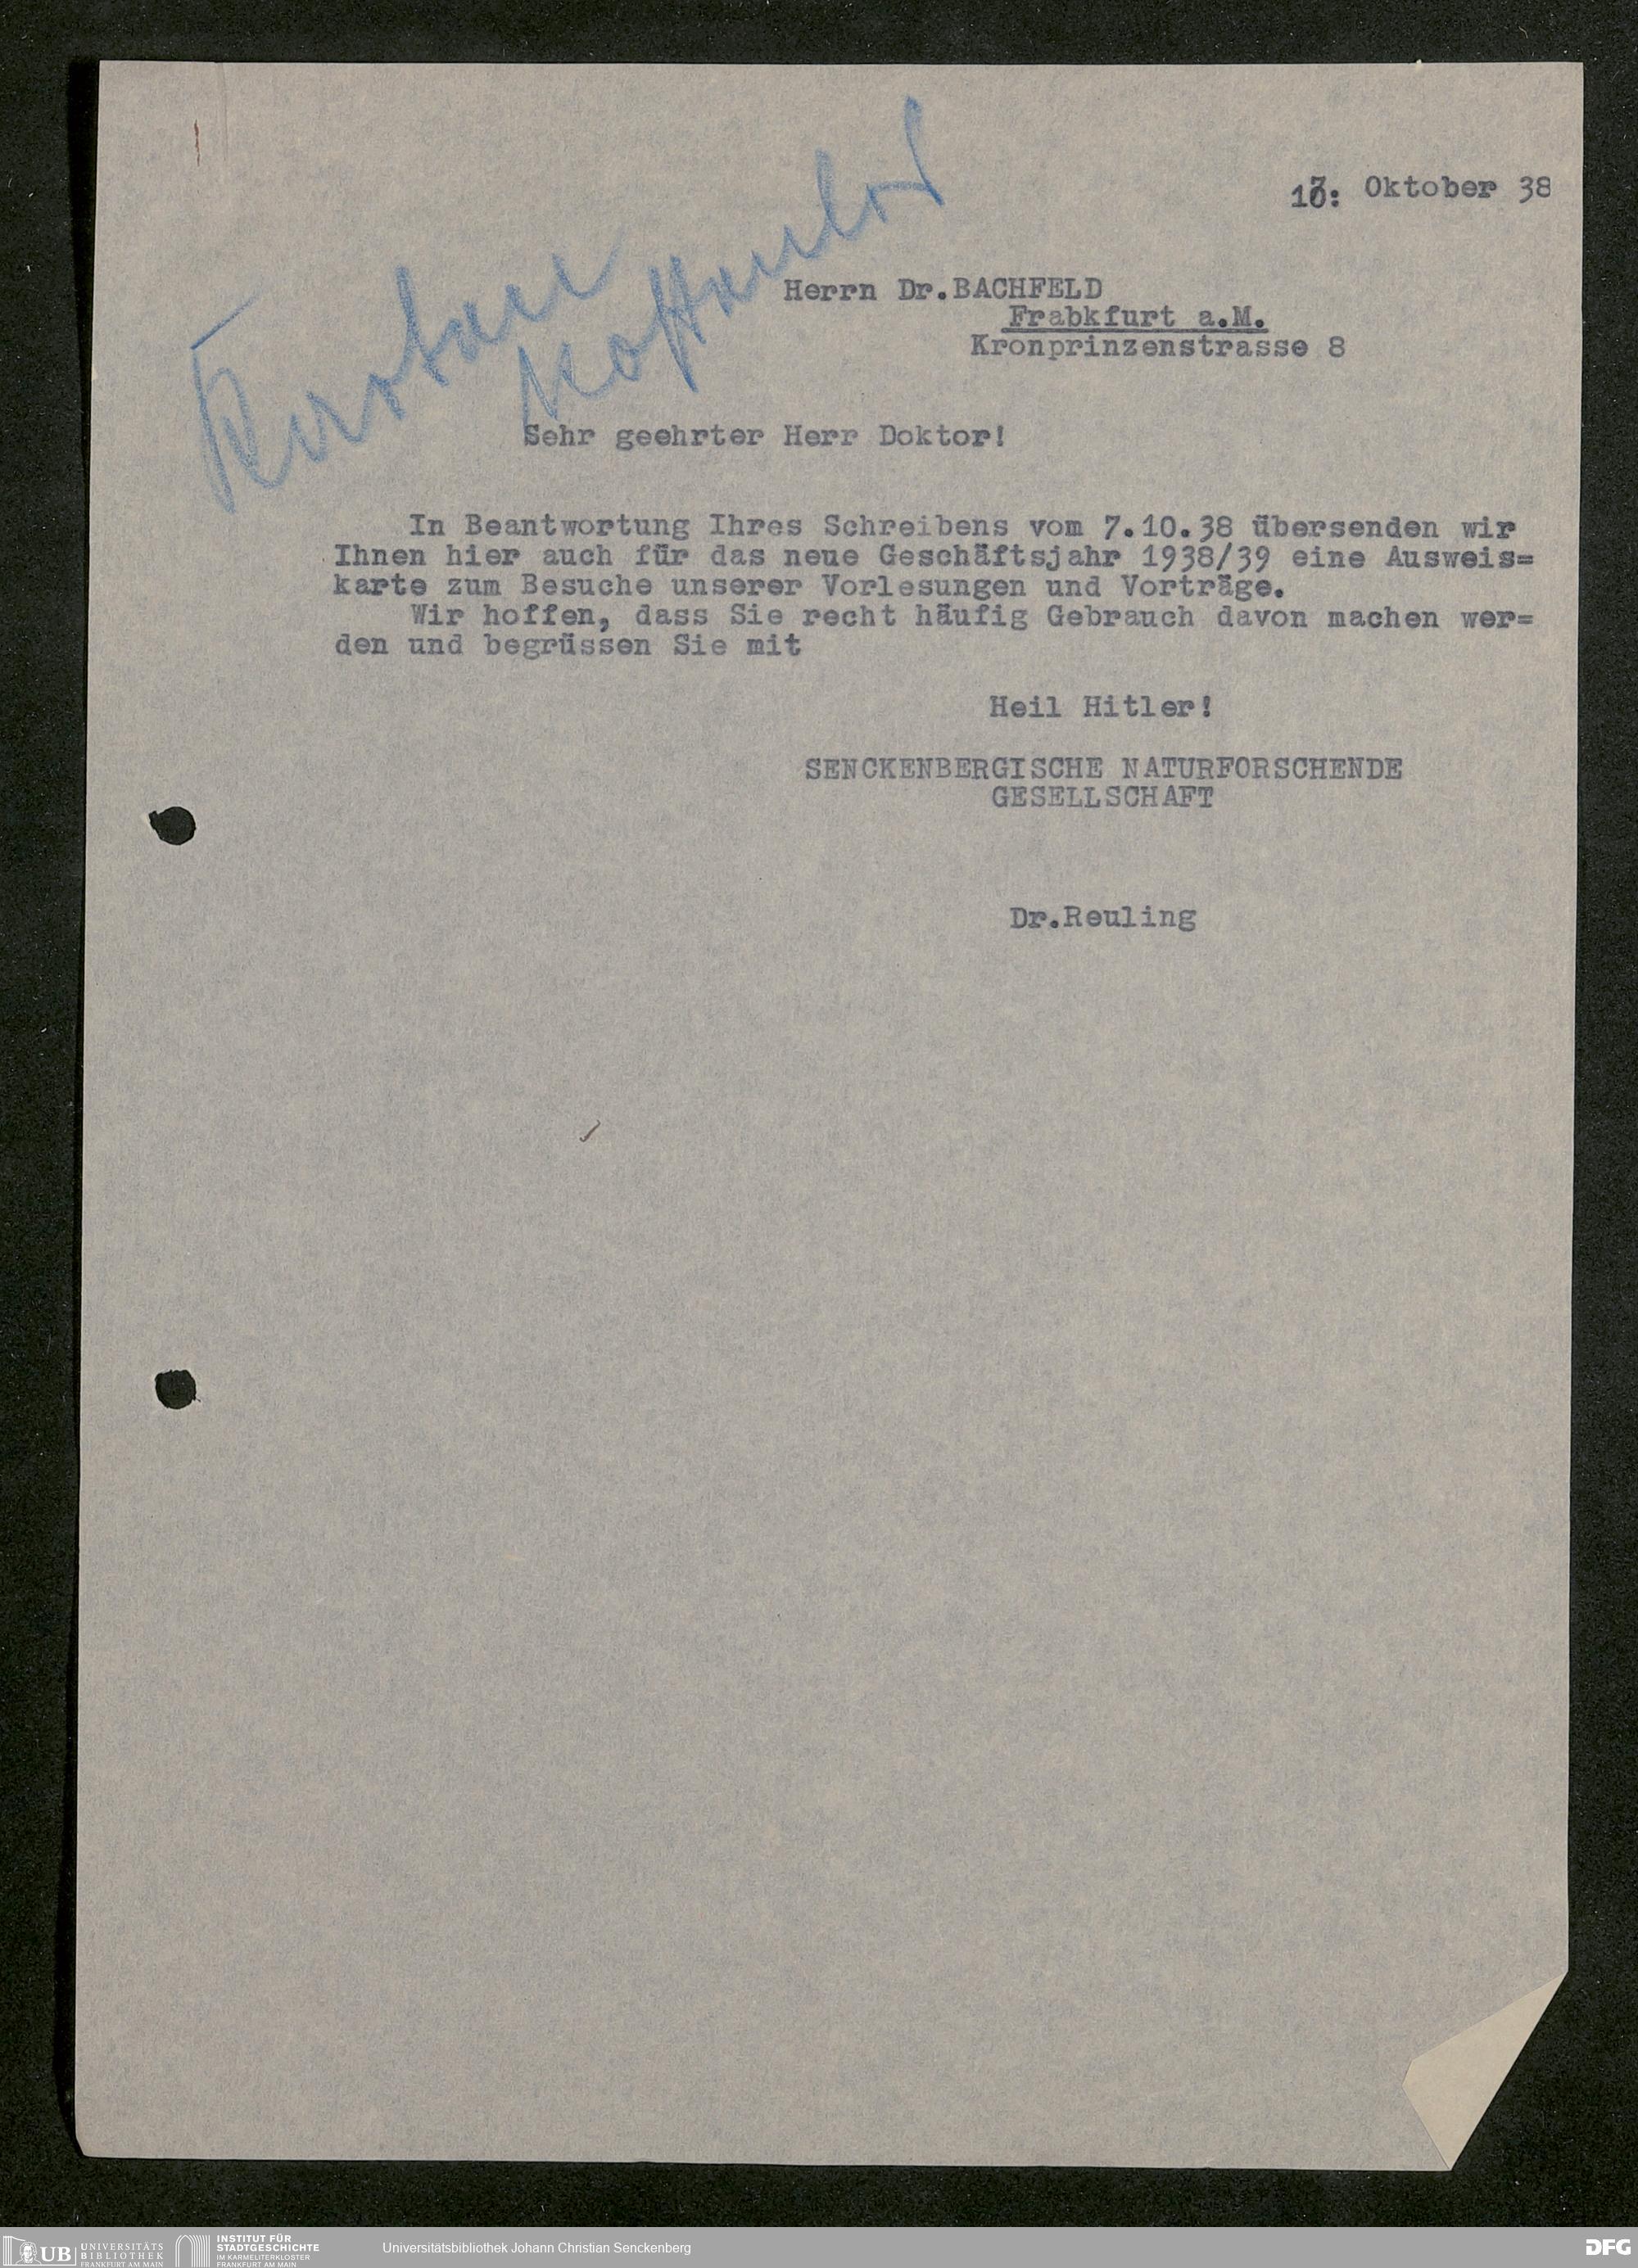 Oktober 38
Herrn Dr.BACHFELD
Frabkfurt a.M.
Kronprinzenstrasse 8
kostenlos
Sehr geehrter Herr Doktor!
In Beantwortung Ihres Schreibens vom 7.10.38 übersenden wir
Ihnen hier auch für das neue Geschäftsjahr 1938/39 eine Ausweis=
karte zum Besuche unserer Vorlesungen und Vorträge.
Wir hoffen, dass Sie recht häufig Gebrauch davon machen wer=
den und begrüssen Sie mit
Heil Hitler!
SENCKENBERGISCHE NATURFORSCHENDE
GESELLSCHAFT
Dr.Reuling
UB UNIVERSITÄTS
BIBLIOTHEK
FRANKFURT AM MAIN
INSTITUT FÜR
STADTGESCHICHTE
IM KARMELITERKLOSTER
FRANKFURT AM MAIN
Universitätsbibliothek Johann Christian Senckenberg
DFG